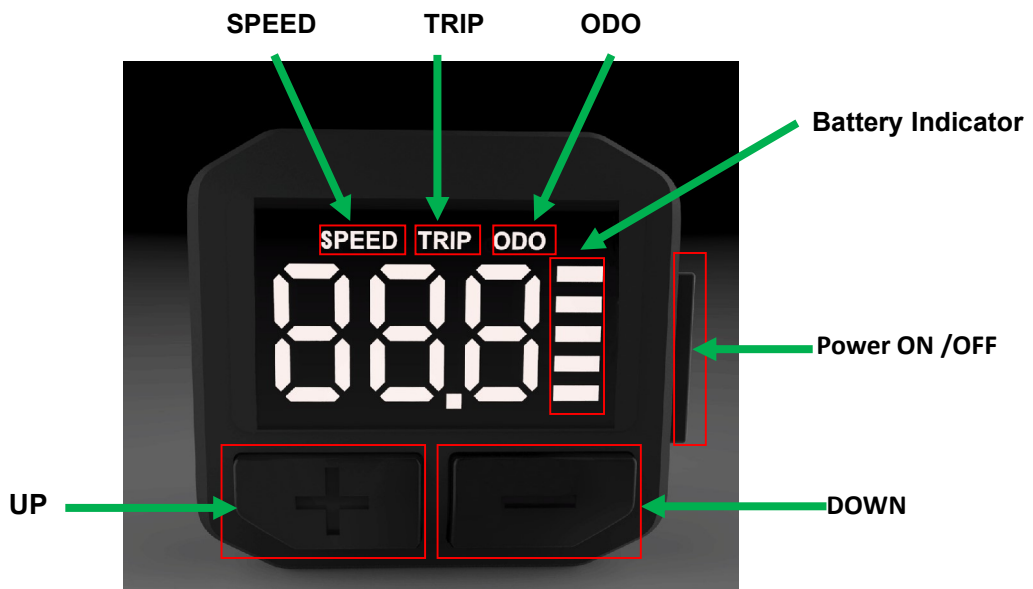 SPEED TRIP ODO
Battery Indicator
SPEED TRIP ODO
88.8
Power ON /OFF
+ −
UP
DOWN